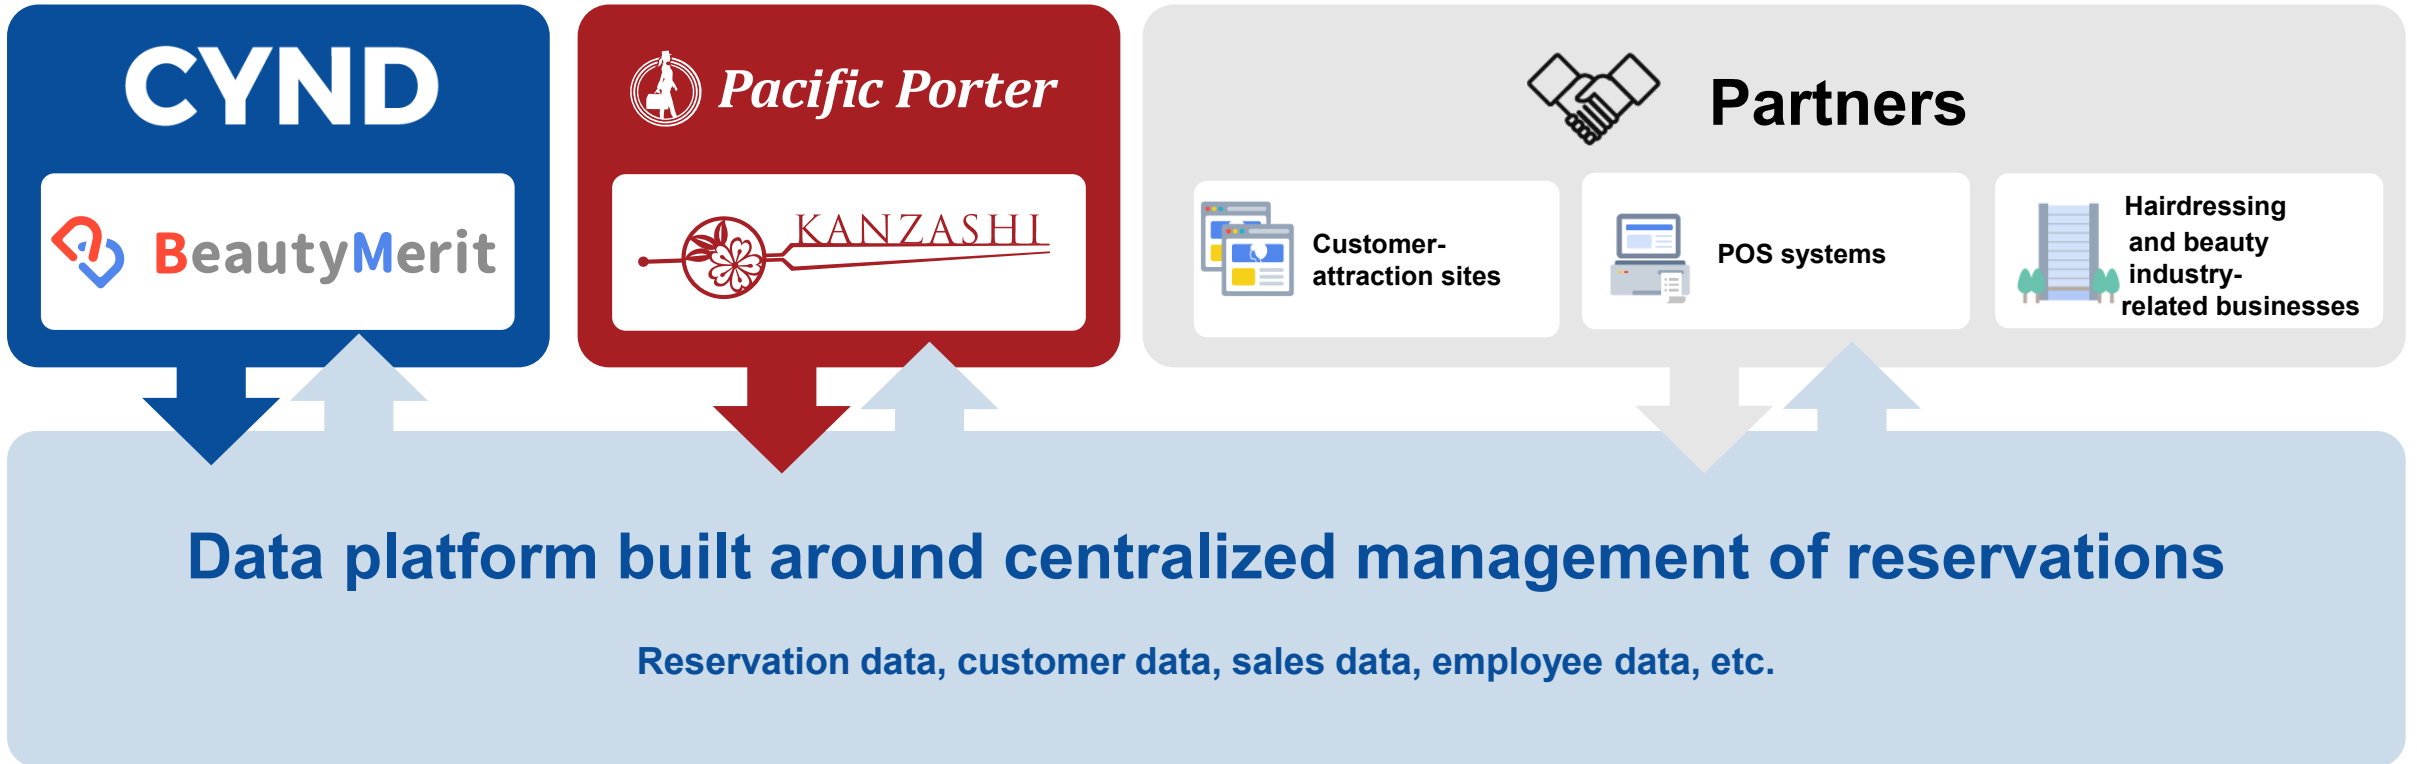 CYND
BeautyMerit
Pacific Porter
KANZASHI
Partners
Customer-
attraction sites
POS systems
Hairdressing
and beauty
industry-
related businesses
Data platform built around centralized management of reservations
Reservation data, customer data, sales data, employee data, etc.